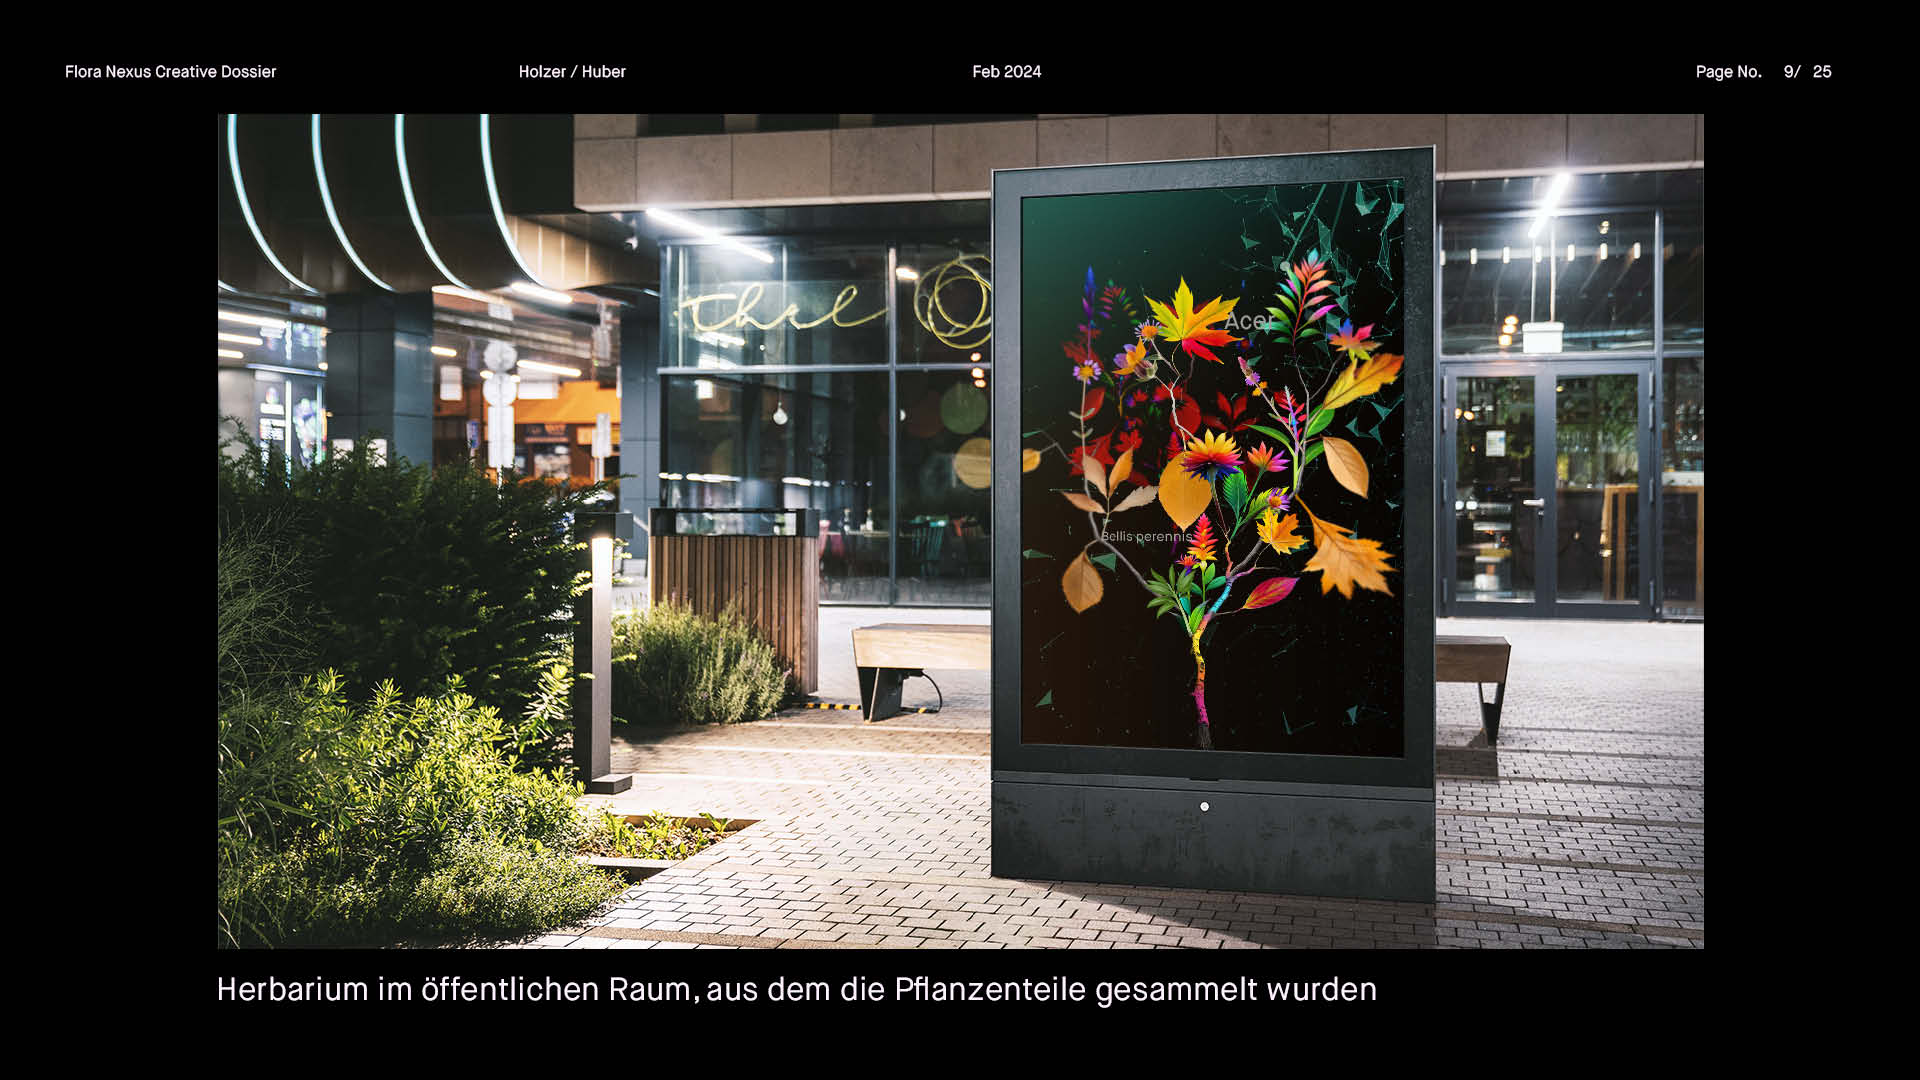 Flora Nexus Creative Dossier
Holzer / Huber
Feb 2024
Page No. 9/ 25
Acer
Bellis perennis
Herbarium im öffentlichen Raum, aus dem die Pflanzenteile gesammelt wurden